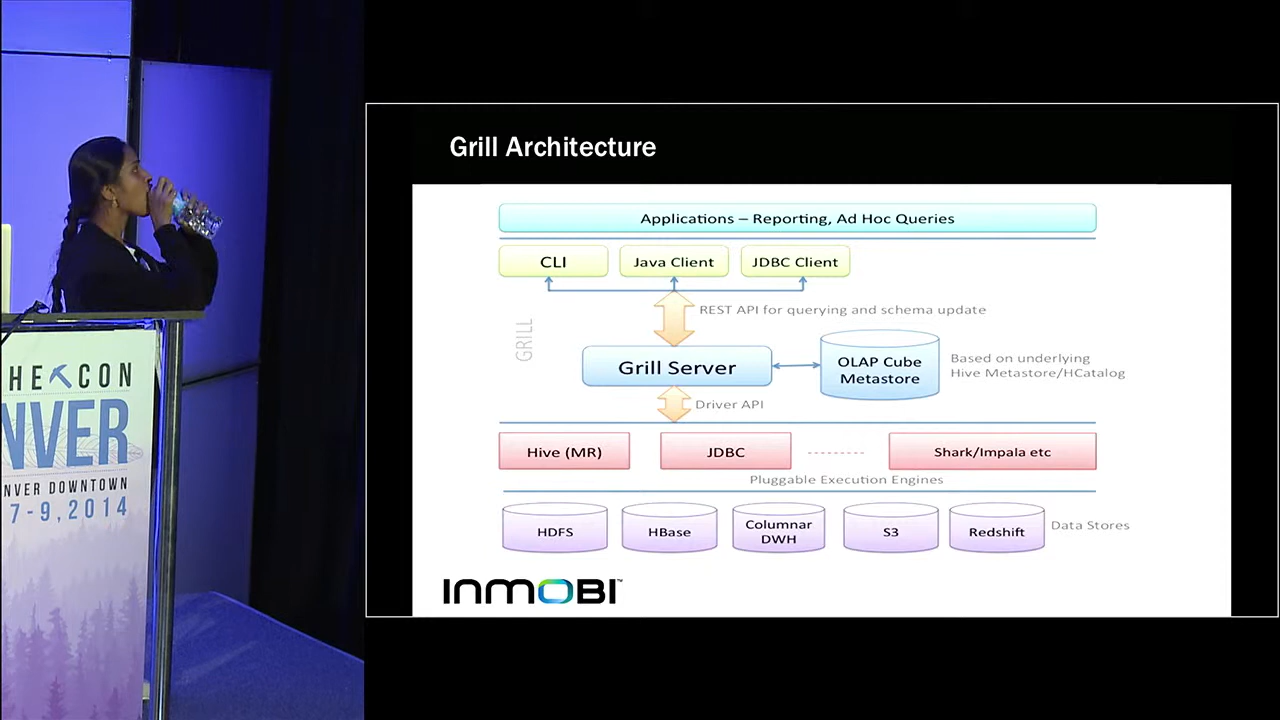 Grill Architecture
Applications – Reporting, Ad Hoc Queries
CLI
Java Client
JDBC Client
REST API for querying and schema update
GRILL
Grill Server
OLAP Cube
Metastore
Based on underlying
Hive Metastore/HCatalog
Driver API
Hive (MR)
JDBC
Shark/Impala etc
Pluggable Execution Engines
HDFS
HBase
Columnar
DWH
S3
Redshift
Data Stores
INMOBI™
HE CON
NVER
NVER DOWNTOWN
7-9, 2014